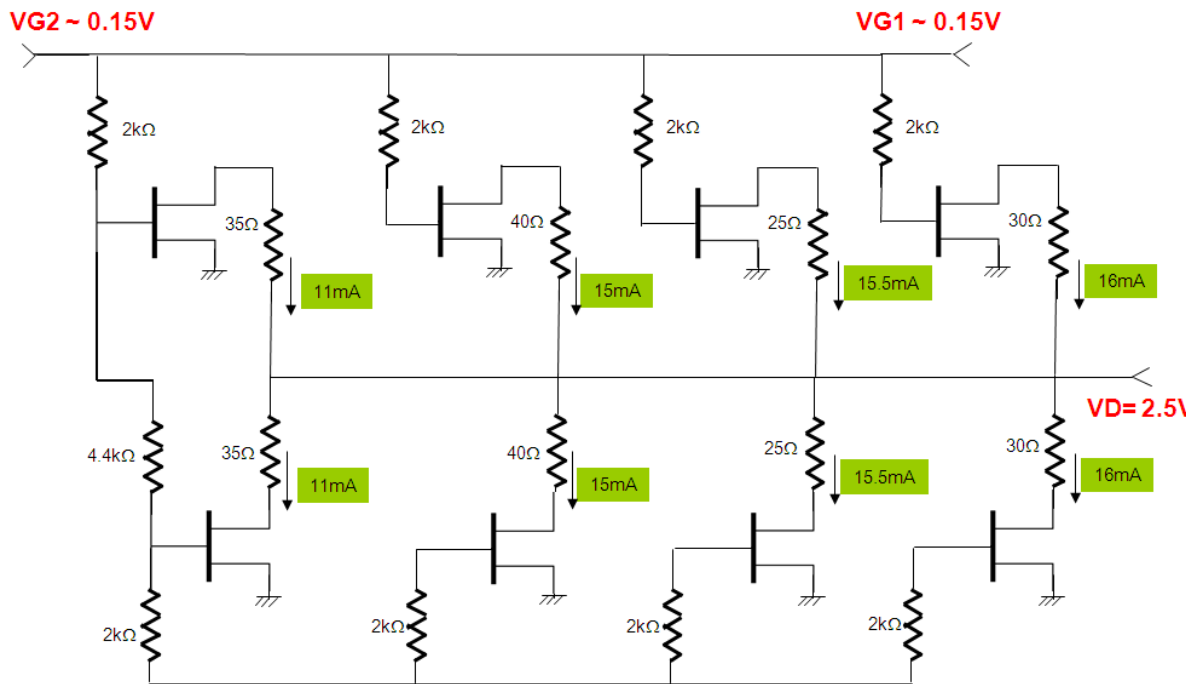 VG2 ~ 0.15V
VG1 ~ 0.15V
2kΩ
2kΩ
2kΩ
2kΩ
35Ω
40Ω
25Ω
30Ω
11mA
15mA
15.5mA
16mA
VD= 2.5V
4.4kΩ
35Ω
40Ω
25Ω
30Ω
11mA
15mA
15.5mA
16mA
2kΩ
2kΩ
2kΩ
2kΩ